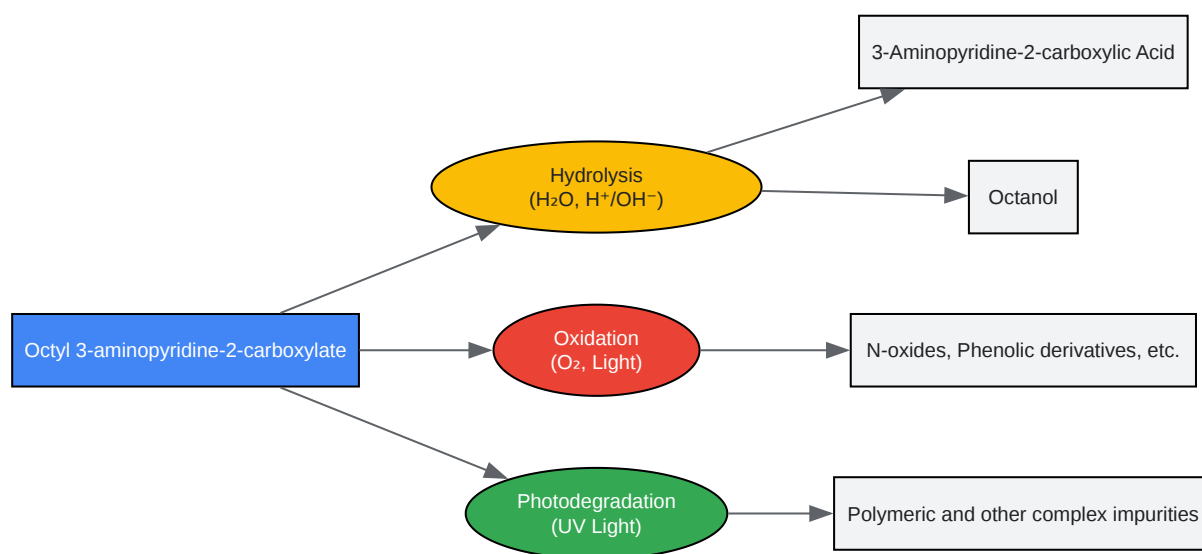 3-Aminopyridine-2-carboxylic Acid
Hydrolysis
(H₂O, H⁺/OH⁻)
Octanol
Octyl 3-aminopyridine-2-carboxylate
Oxidation
(O₂, Light)
N-oxides, Phenolic derivatives, etc.
Photodegradation
(UV Light)
Polymeric and other complex impurities